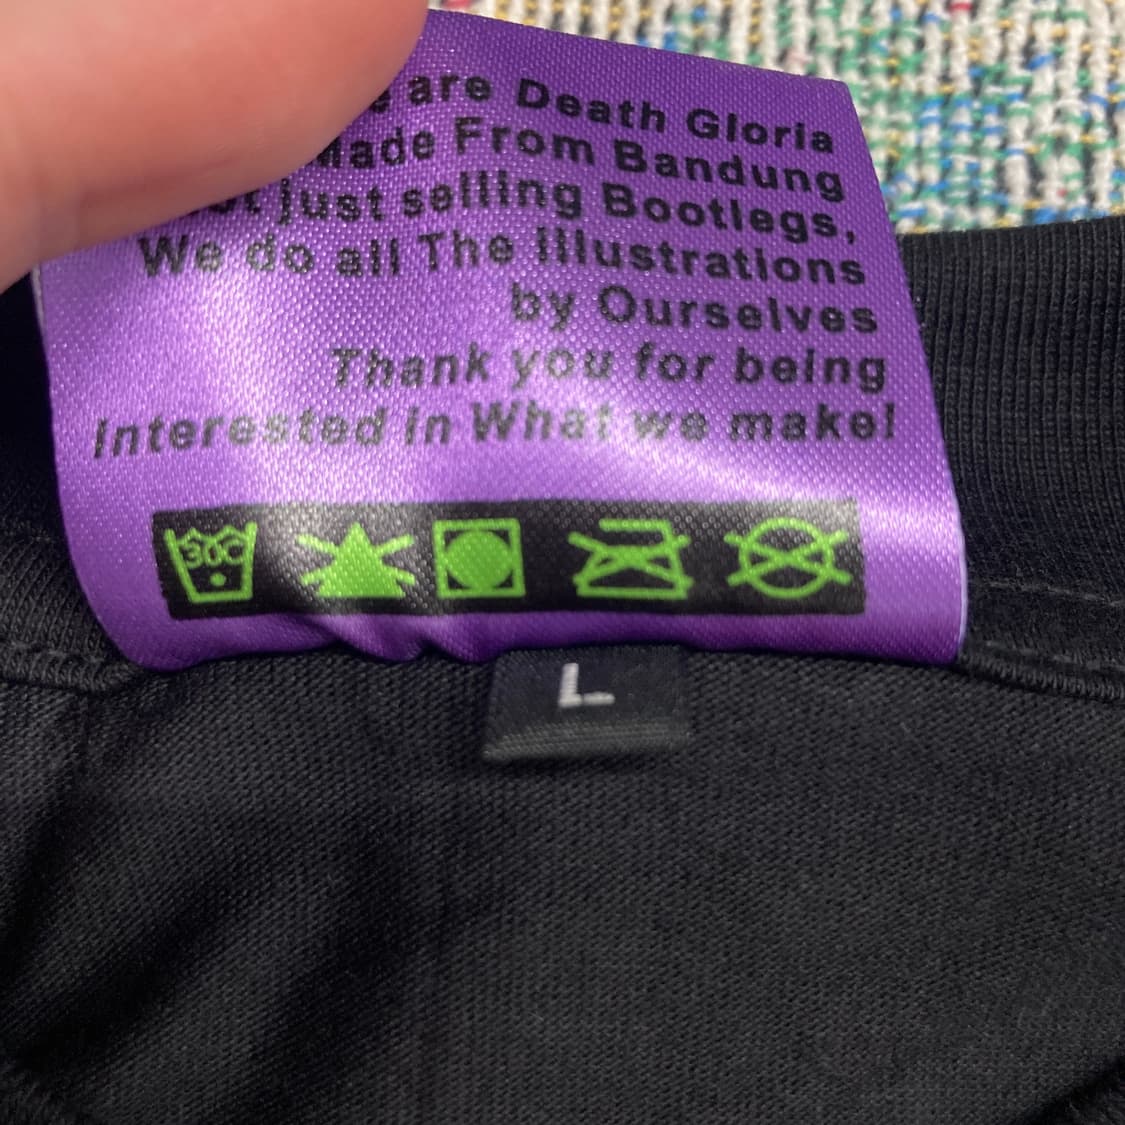 are Death Gloria
Made From Bandung
just selling Bootlegs,
We do all The Illustrations
by Ourselves
Thank you for being
Interested in What we make!
30C
L